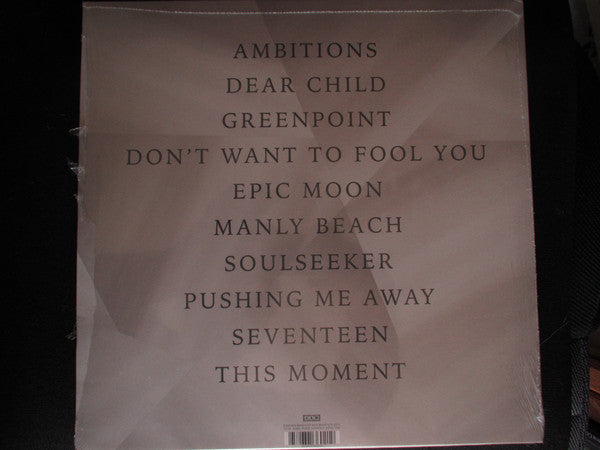 AMBITIONS
DEAR CHILD
GREENPOINT
DON'T WANT TO FOOL YOU
EPIC MOON
MANLY BEACH
SOULSEEKER
PUSHING ME AWAY
SEVENTEEN
THIS MOMENT